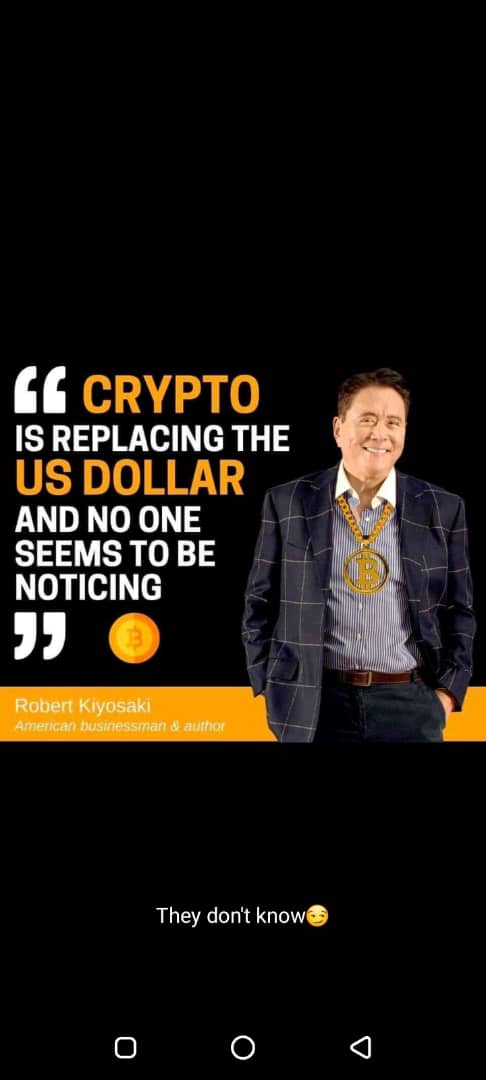 “ CRYPTO
IS REPLACING THE
US DOLLAR
AND NO ONE
SEEMS TO BE
NOTICING
”
Robert Kiyosaki
American businessman & author
They don't know😏